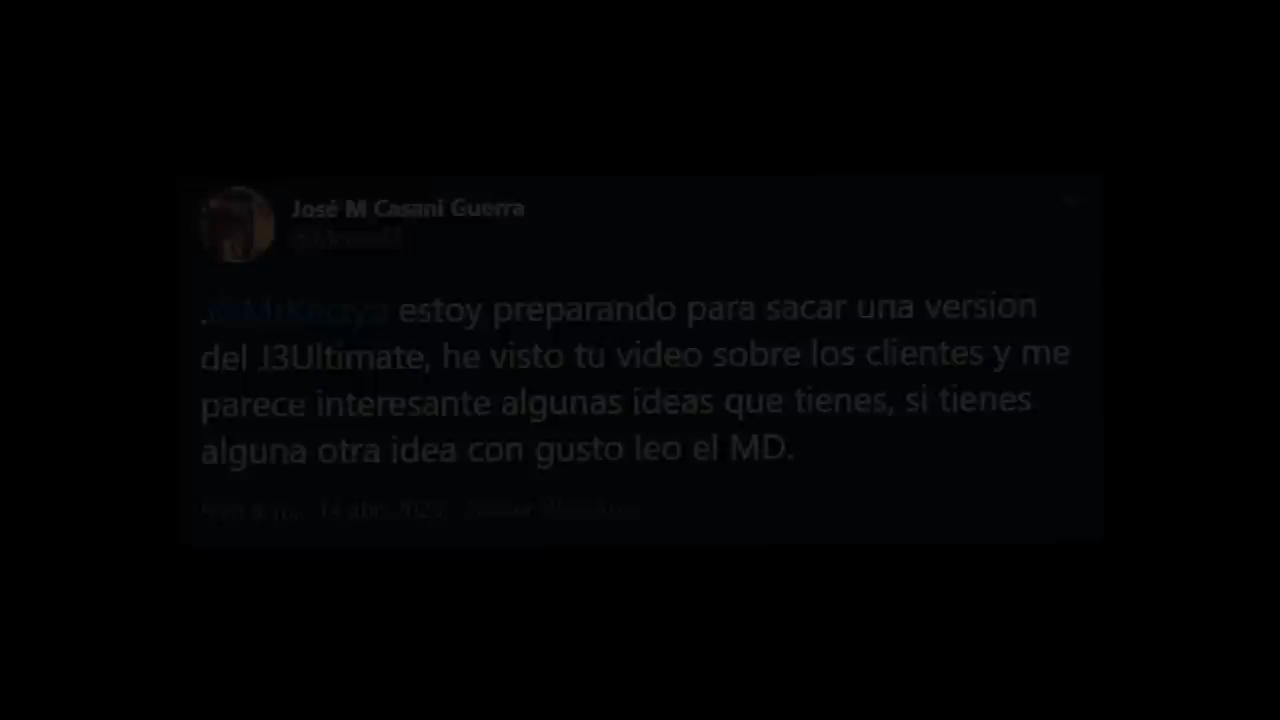 José M Casani Guerra
estoy preparando para sacar una version
del J3Ultimate, he visto tu video sobre los clientes y me
parece interesante algunas ideas que tienes, si tienes
alguna otra idea con gusto leo el MD.